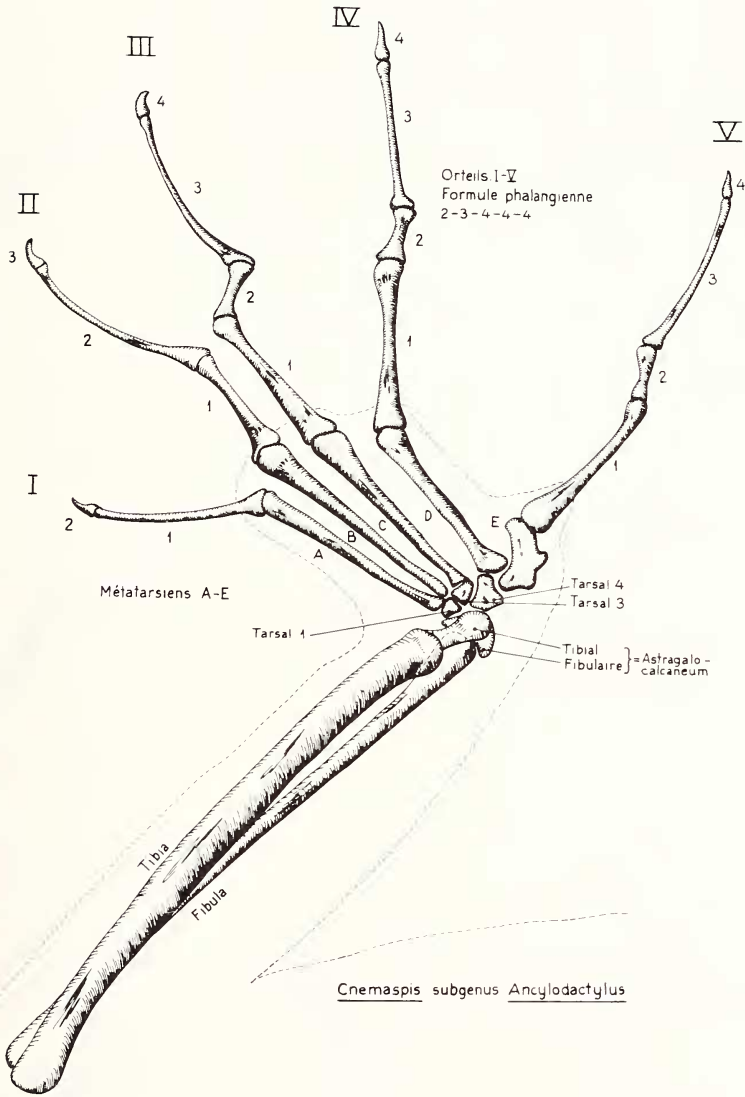 IV
III
4
4
3
V
Orteils. I-V
Formule phalangienne
2-3-4-4-4
4
3
II
2
3
3
2
2
1
1
2
1
1
I
E
D
C
B
A
2
1
Métatarsiens A-E
Tarsal 4
Tarsal 3
Tarsal 1
Tibial
Fibulaire } = Astragalo-
calcaneum
Tibia
Fibula
Cnemaspis subgenus Ancylodactylus